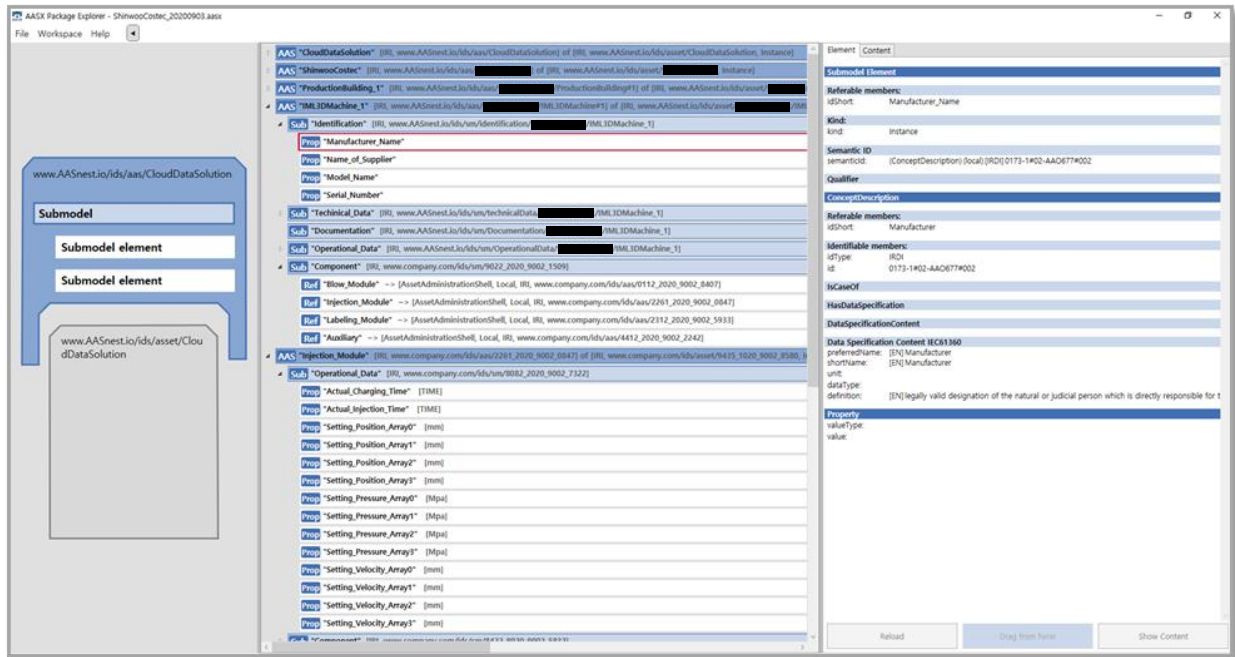 AASX Package Explorer - ShinwooCostec_20200903.aasx
File Workspace Help
www.AASnest.io/ids/aas/CloudDataSolution
Submodel
Submodel element
Submodel element
www.AASnest.io/ids/asset/Clou
dDataSolution
AAS "CloudDataSolution" [IRI, www.AASnest.io/ids/aas/CloudDataSolution] of [IRI, www.AASnest.io/ids/asset/CloudDataSolution, Instance]
AAS "ShinwooCostec" [IRI, www.AASnest.io/ids/aas/ ] of [IRI, www.AASnest.io/ids/asset/ Instance]
AAS "ProductionBuilding_1" [IRI, www.AASnest.io/ids/aas/ /ProductionBuilding#1] of [IRI, www.AASnest.io/ids/asset/
AAS "IML3DMachine_1" [IRI, www.AASnest.io/ids/aas/ /IML3DMachine#1] of [IRI, www.AASnest.io/ids/asset/ /IM
Sub "Identification" [IRI, www.AASnest.io/ids/sm/identification/ /IML3DMachine_1]
Prop "Manufacturer_Name"
Prop "Name_of_Supplier"
Prop "Model_Name"
Prop "Serial_Number"
Sub "Techinical_Data" [IRI, www.AASnest.io/ids/sm/technicalData/ /IML3DMachine_1]
Sub "Documentation" [IRI, www.AASnest.io/ids/sm/Documentation/ /IML3DMachine_1]
Sub "Operational_Data" [IRI, www.AASnest.io/ids/sm/OperationalData/ /IML3DMachine_1]
Sub "Component" [IRI, www.company.com/ids/sm/9022_2020_9002_1509]
Ref "Blow_Module" ~> [AssetAdministrationShell, Local, IRI, www.company.com/ids/aas/0112_2020_9002_8407]
Ref "Injection_Module" ~> [AssetAdministrationShell, Local, IRI, www.company.com/ids/aas/2261_2020_9002_0847]
Ref "Labeling_Module" ~> [AssetAdministrationShell, Local, IRI, www.company.com/ids/aas/2312_2020_9002_5933]
Ref "Auxiliary" ~> [AssetAdministrationShell, Local, IRI, www.company.com/ids/aas/4412_2020_9002_2242]
AAS "Injection_Module" [IRI, www.company.com/ids/aas/2261_2020_9002_0847] of [IRI, www.company.com/ids/asset/9435_1020_9002_8580, I
Sub "Operational_Data" [IRI, www.company.com/ids/sm/8082_2020_9002_7322]
Prop "Actual_Charging_Time" [TIME]
Prop "Actual_Injection_Time" [TIME]
Prop "Setting_Position_Array0" [mm]
Prop "Setting_Position_Array1" [mm]
Prop "Setting_Position_Array2" [mm]
Prop "Setting_Position_Array3" [mm]
Prop "Setting_Pressure_Array0" [Mpa]
Prop "Setting_Pressure_Array1" [Mpa]
Prop "Setting_Pressure_Array2" [Mpa]
Prop "Setting_Pressure_Array3" [Mpa]
Prop "Setting_Velocity_Array0" [mm]
Prop "Setting_Velocity_Array1" [mm]
Prop "Setting_Velocity_Array2" [mm]
Prop "Setting_Velocity_Array3" [mm]
Element Content
Submodel Element
Referable members:
idShort: Manufacturer_Name
Kind:
kind: Instance
Semantic ID
semanticId: (ConceptDescription) (local) [IRDI] 0173-1#02-AAO677#002
Qualifier
ConceptDescription
Referable members:
idShort: Manufacturer
Identifiable members:
idType: IRDI
id: 0173-1#02-AAO677#002
IsCaseOf
HasDataSpecification
DataSpecificationContent
Data Specification Content IEC61360
preferredName: [EN] Manufacturer
shortName: [EN] Manufacturer
unit:
dataType:
definition: [EN] legally valid designation of the natural or judicial person which is directly responsible for t
Property
valueType:
value:
Reload
Drag from here!
Show Content